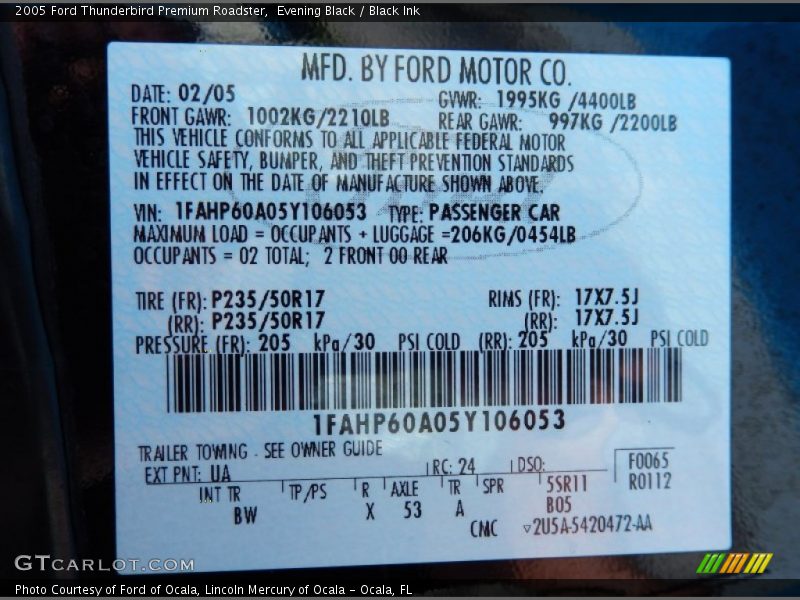 2005 Ford Thunderbird Premium Roadster,  Evening Black / Black Ink
MFD. BY FORD MOTOR CO.
DATE: 02/05 GVWR: 1995KG /4400LB
FRONT GAWR: 1002KG/2210LB REAR GAWR: 997KG /2200LB
THIS VEHICLE CONFORMS TO ALL APPLICABLE FEDERAL MOTOR
VEHICLE SAFETY, BUMPER, AND THEFT PREVENTION STANDARDS
IN EFFECT ON THE DATE OF MANUFACTURE SHOWN ABOVE.
VIN: 1FAHP60A05Y106053 TYPE: PASSENGER CAR
MAXIMUM LOAD = OCCUPANTS + LUGGAGE =206KG/0454LB
OCCUPANTS = 02 TOTAL; 2 FRONT 00 REAR
TIRE (FR): P235/50R17 RIMS (FR): 17X7.5J
(RR): P235/50R17 (RR): 17X7.5J
PRESSURE (FR): 205 kPa/30 PSI COLD (RR): 205 kPa/30 PSI COLD
1FAHP60A05Y106053
TRAILER TOWING - SEE OWNER GUIDE
EXT PNT: UA RC: 24 DSO: F0065
R0112
INT TR TP/PS R AXLE TR SPR 5SR11
BW X 53 A B05
CMC 2U5A-5420472-AA
GTCARLOT.COM
Photo Courtesy of Ford of Ocala, Lincoln Mercury of Ocala - Ocala, FL